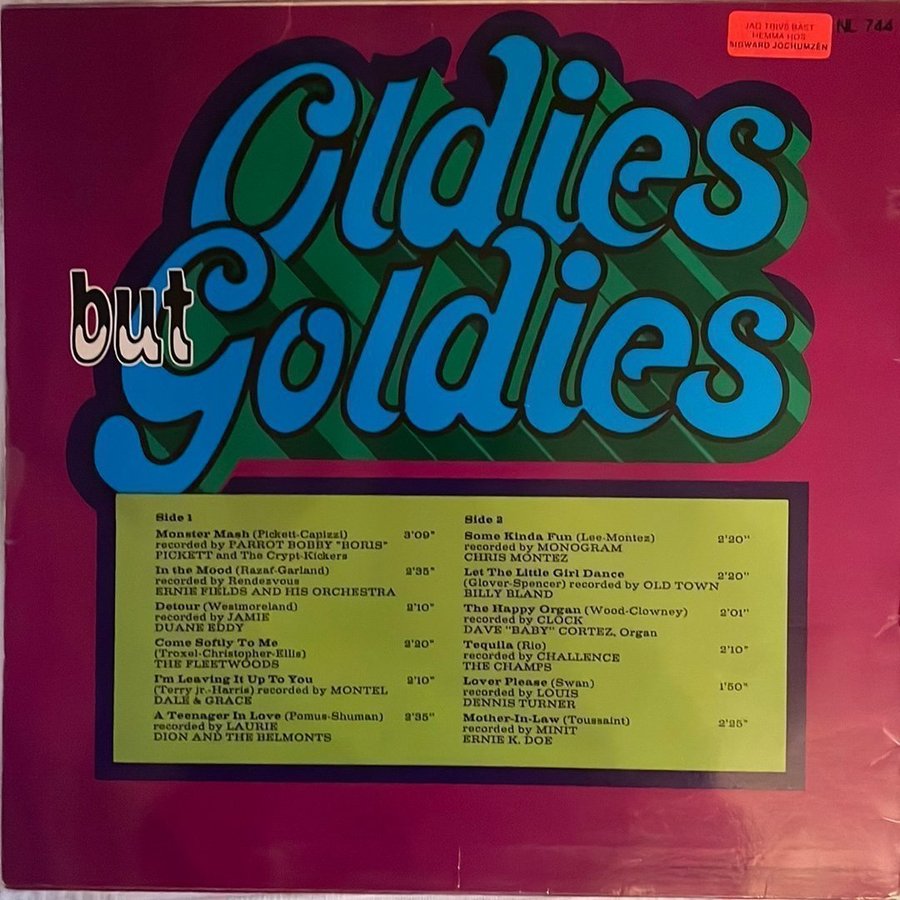 JAG TRIVS BÄST
HEMMA HOS
SIGWARD JOCHUMZÉN
NL 744
Oldies
but Goldies
Side 1
Monster Mash (Pickett-Capizzi) 3'09"
recorded by PARROT BOBBY "BORIS"
PICKETT and The Crypt-Kickers
In the Mood (Razaf-Garland) 2'35"
recorded by Rendezvous
ERNIE FIELDS AND HIS ORCHESTRA
Detour (Westmoreland) 2'10"
recorded by JAMIE
DUANE EDDY
Come Softly To Me 2'20"
(Troxel-Christopher-Ellis)
THE FLEETWOODS
I'm Leaving It Up To You 2'10"
(Terry jr.-Harris) recorded by MONTEL
DALE & GRACE
A Teenager In Love (Pomus-Shuman) 2'35"
recorded by LAURIE
DION AND THE BELMONTS
Side 2
Some Kinda Fun (Lee-Montez) 2'20"
recorded by MONOGRAM
CHRIS MONTEZ
Let The Little Girl Dance 2'20"
(Glover-Spencer) recorded by OLD TOWN
BILLY BLAND
The Happy Organ (Wood-Clowney) 2'01"
recorded by CLOCK
DAVE "BABY" CORTEZ, Organ
Tequila (Rio) 2'10"
recorded by CHALLENCE
THE CHAMPS
Lover Please (Swan) 1'50"
recorded by LOUIS
DENNIS TURNER
Mother-In-Law (Toussaint) 2'25"
recorded by MINIT
ERNIE K. DOE